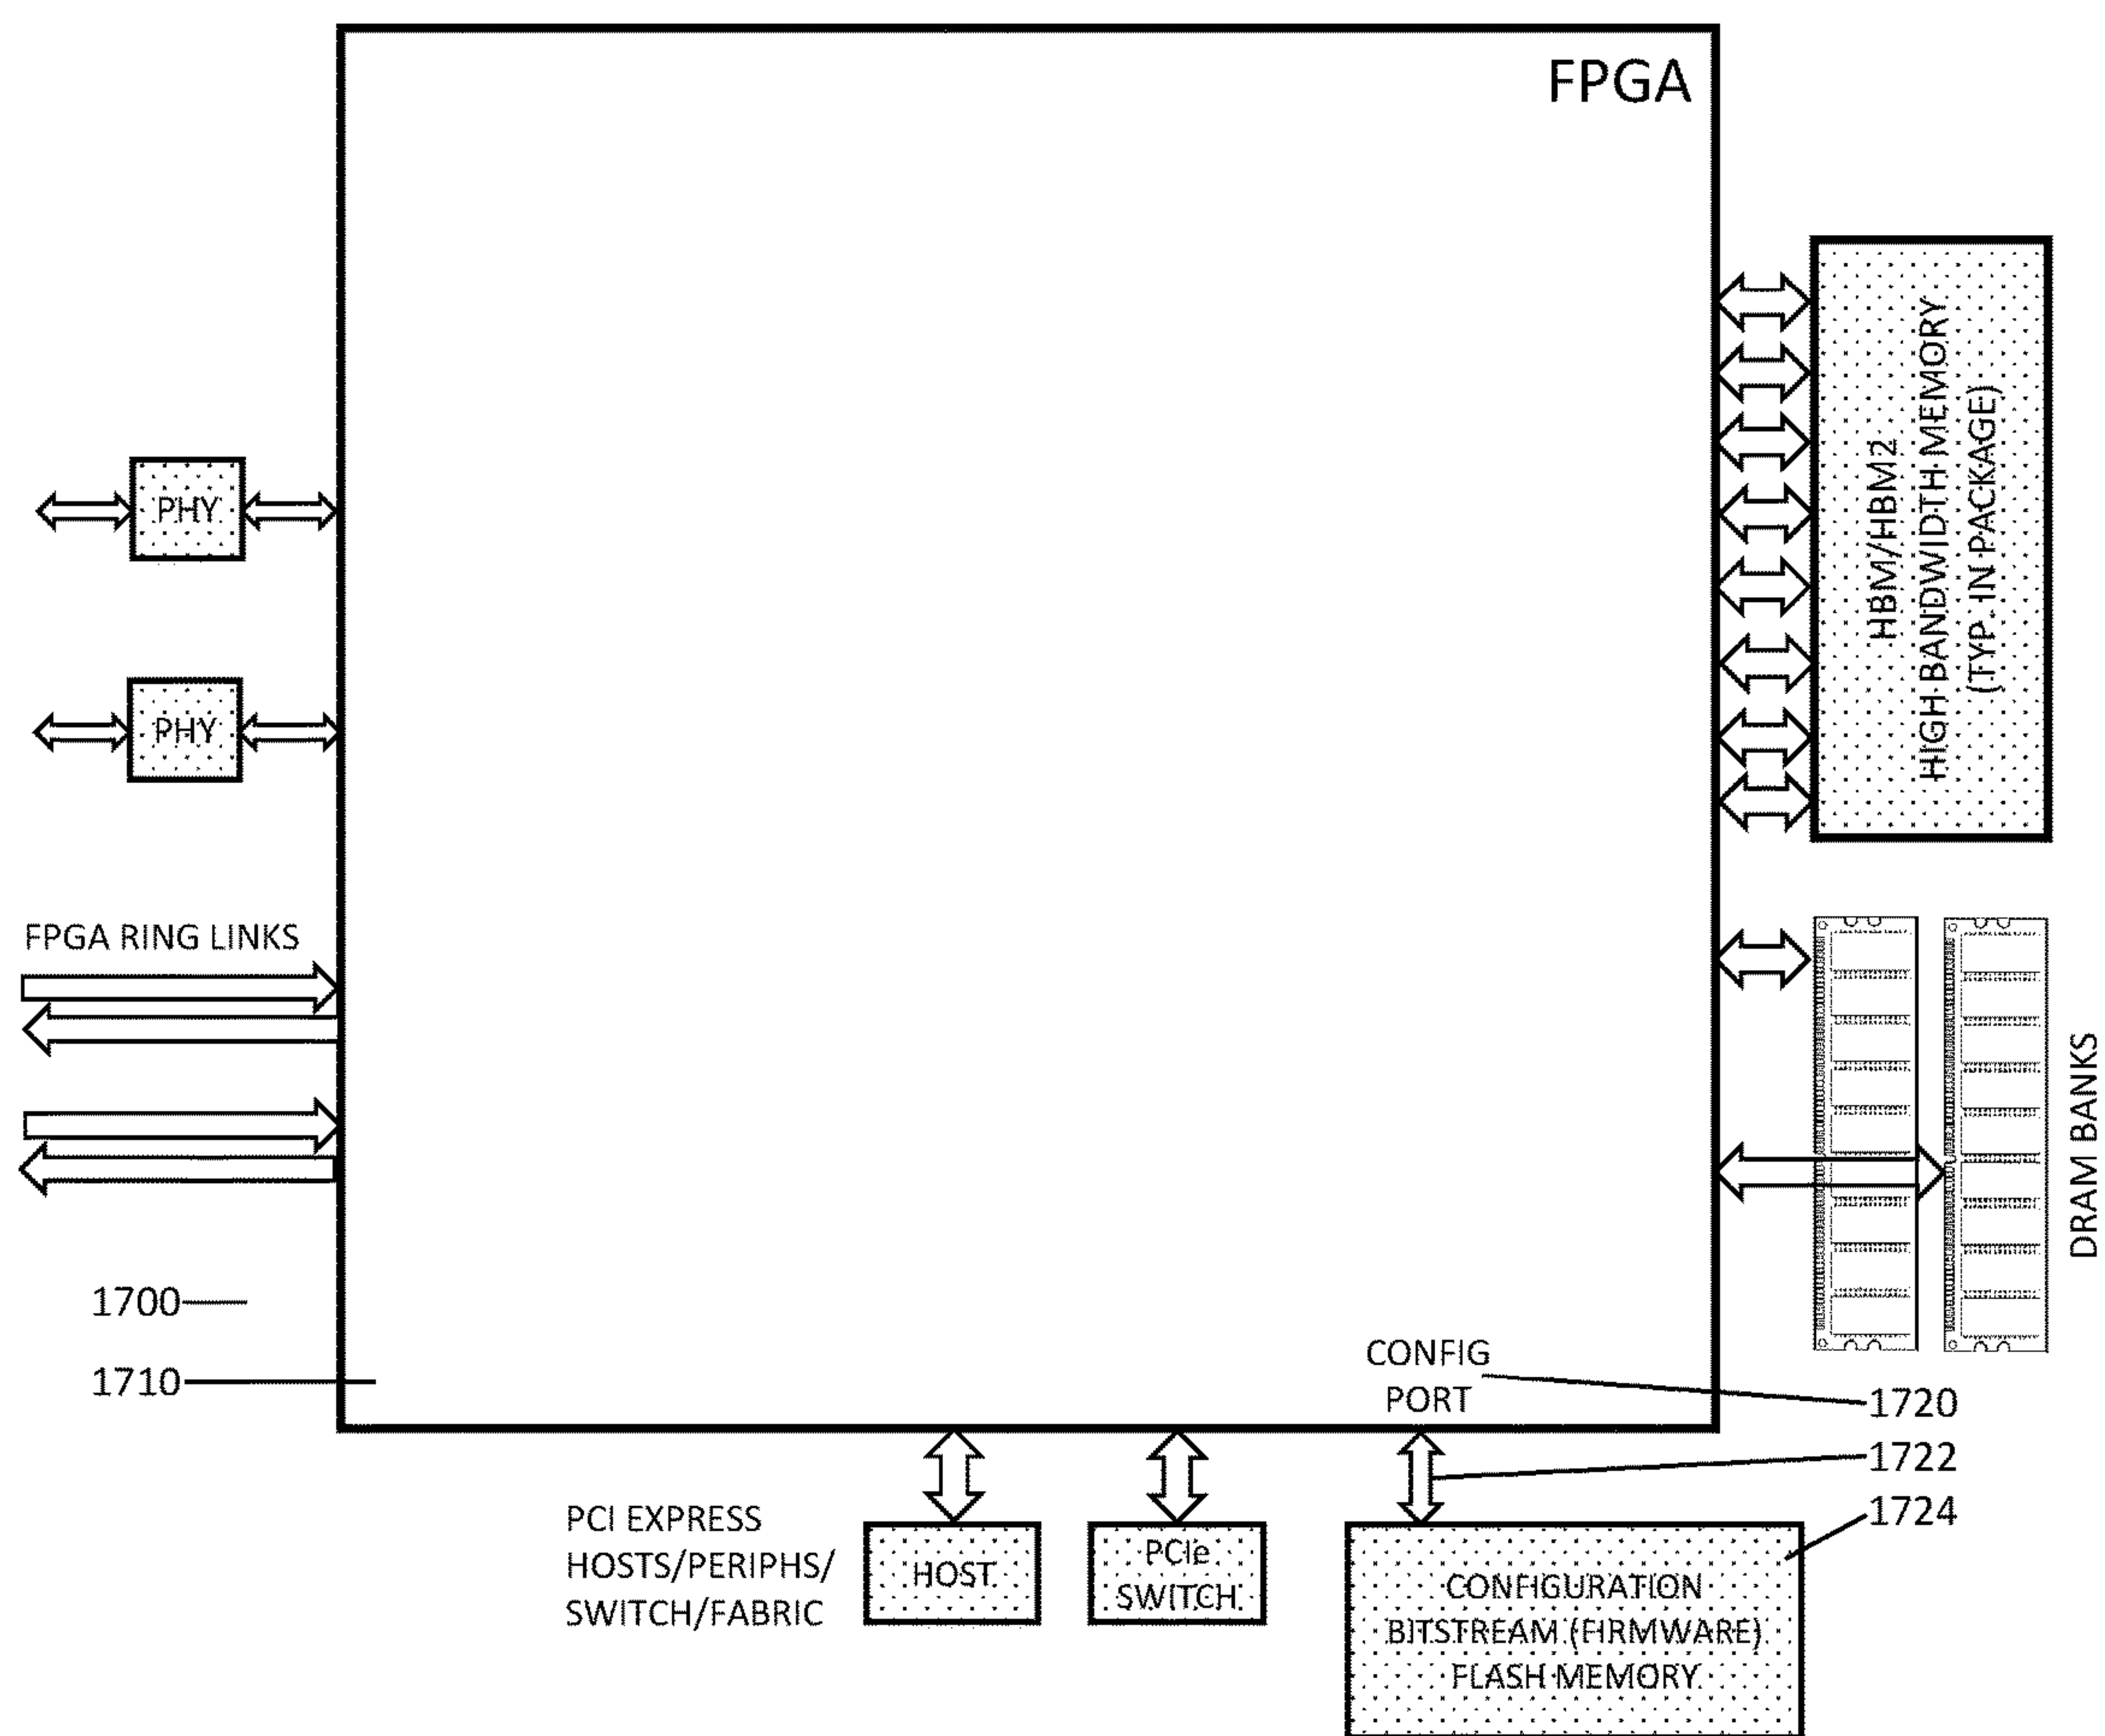 FPGA
HBM/HBM2
HIGH BANDWIDTH MEMORY
(TYP. IN PACKAGE)
PHY
PHY
FPGA RING LINKS
DRAM BANKS
1700
1710
CONFIG
PORT
1720
1722
1724
PCI EXPRESS
HOSTS/PERIPHS/
SWITCH/FABRIC
HOST
PCIe
SWITCH
CONFIGURATION
BITSTREAM (FIRMWARE)
FLASH MEMORY